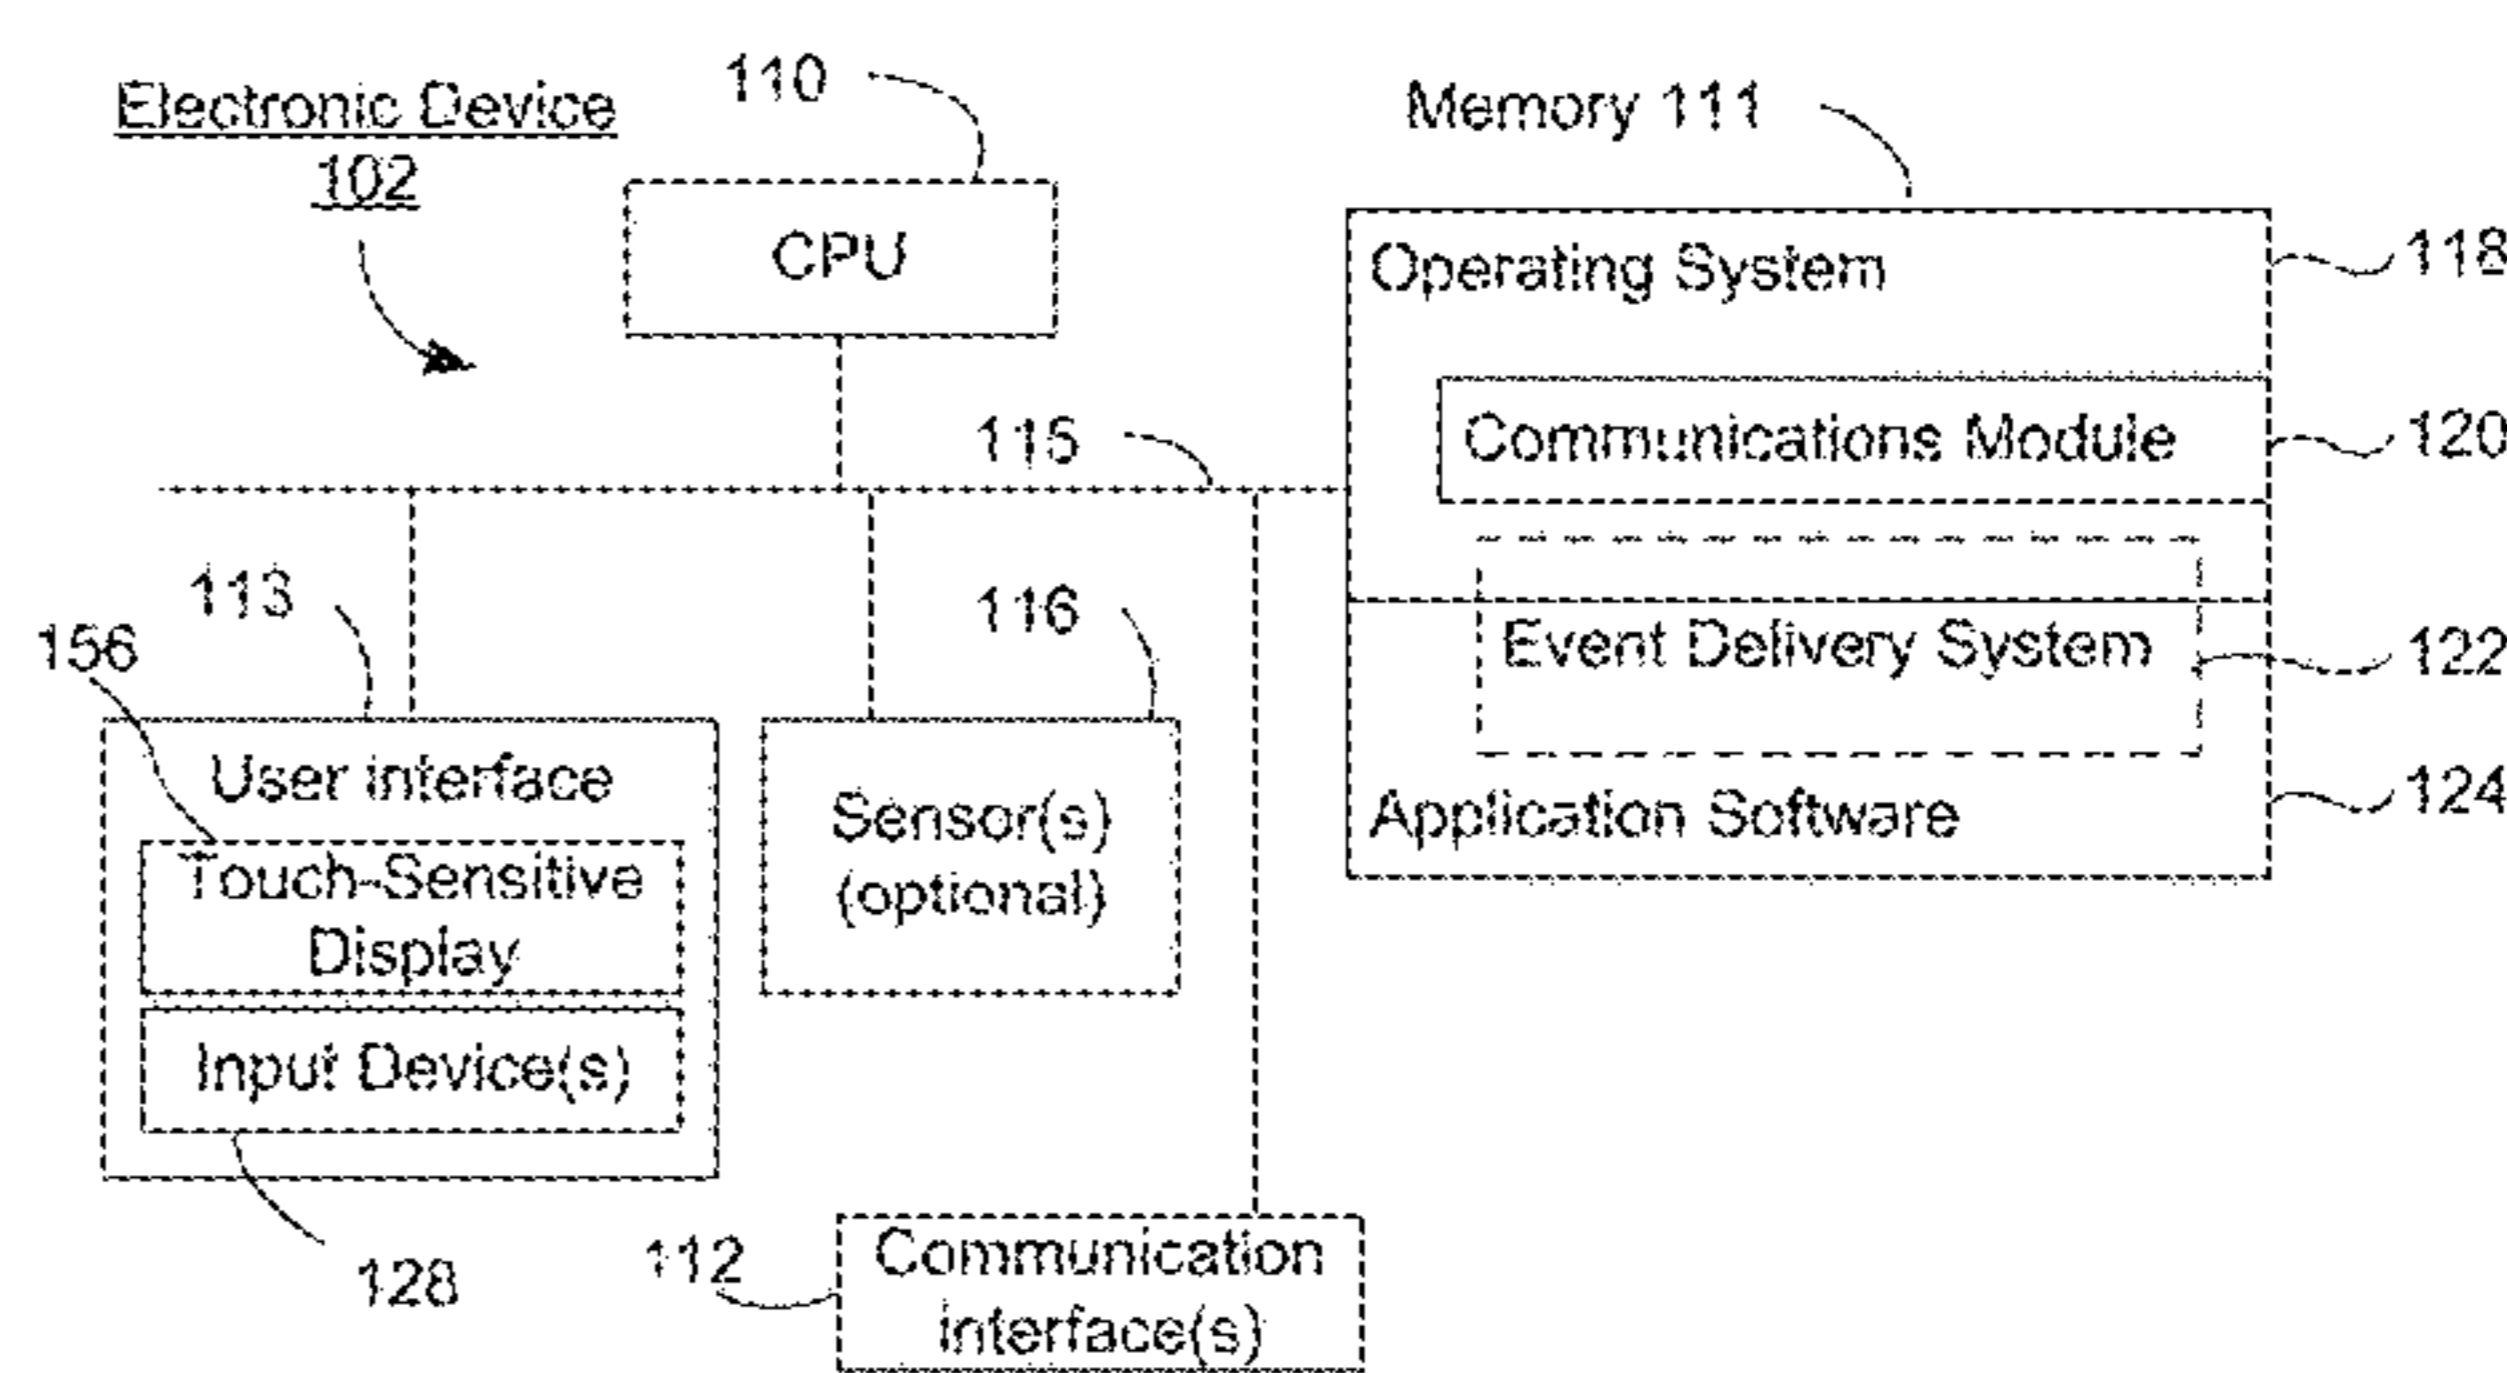 Electronic Device
102
110
CPU
Memory 111
Operating System
118
Communications Module
120
Event Delivery System
122
Application Software
124
115
113
156
User interface
Touch-Sensitive
Display
Input Device(s)
128
116
Sensor(s)
(optional)
112
Communication
interface(s)